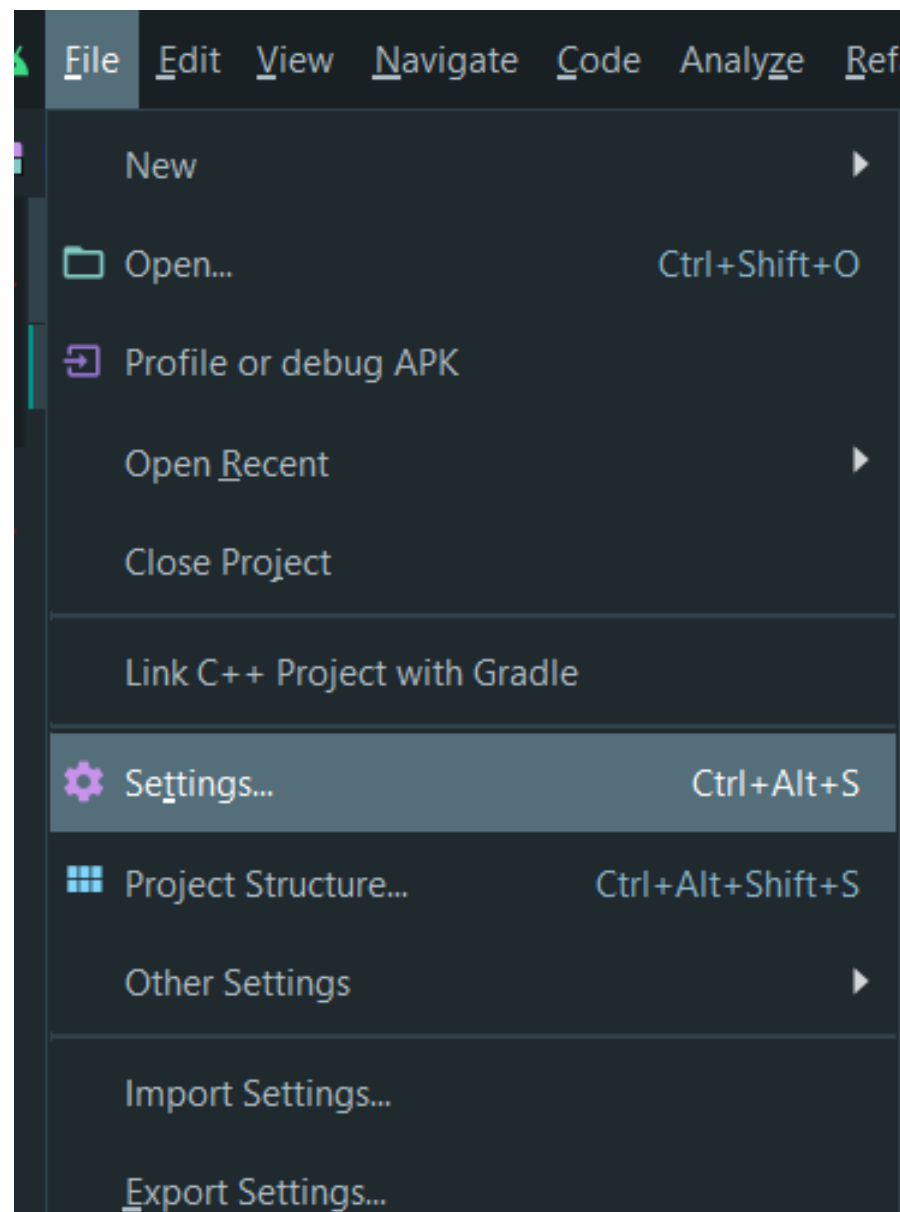 File Edit View Navigate Code Analyze Ref
New
Open... Ctrl+Shift+O
Profile or debug APK
Open Recent
Close Project
Link C++ Project with Gradle
Settings... Ctrl+Alt+S
Project Structure... Ctrl+Alt+Shift+S
Other Settings
Import Settings...
Export Settings...